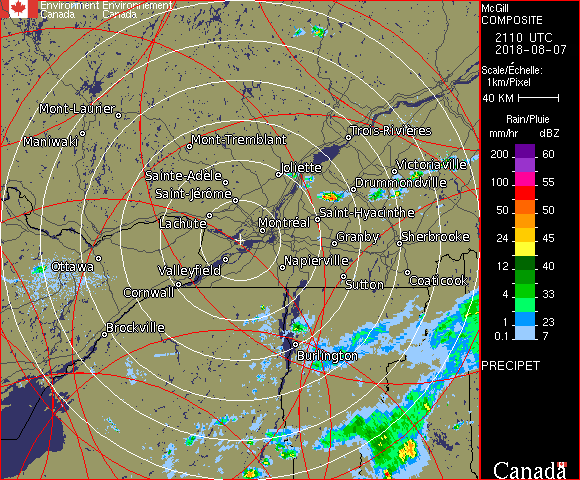 Environment Environnement
Canada Canada
McGill
COMPOSITE
2110 UTC
2018-08-07
Scale/Échelle:
1km/Pixel
40 KM
Rain/Pluie
mm/hr dBZ
200 60
155
100 55
50 50
24 45
12 40
4 33
1 23
0.1 7
PRECIPET
Canada
Mont-Laurier
Maniwaki
Mont-Tremblant
Trois-Rivières
Sainte-Adèle
Joliette
Victoriaville
Saint-Jérôme
Drummondville
Lachute
Montréal
Saint-Hyacinthe
Granby
Sherbrooke
Ottawa
Valleyfield
Napierville
Cornwall
Sutton
Coaticook
Brockville
Burlington